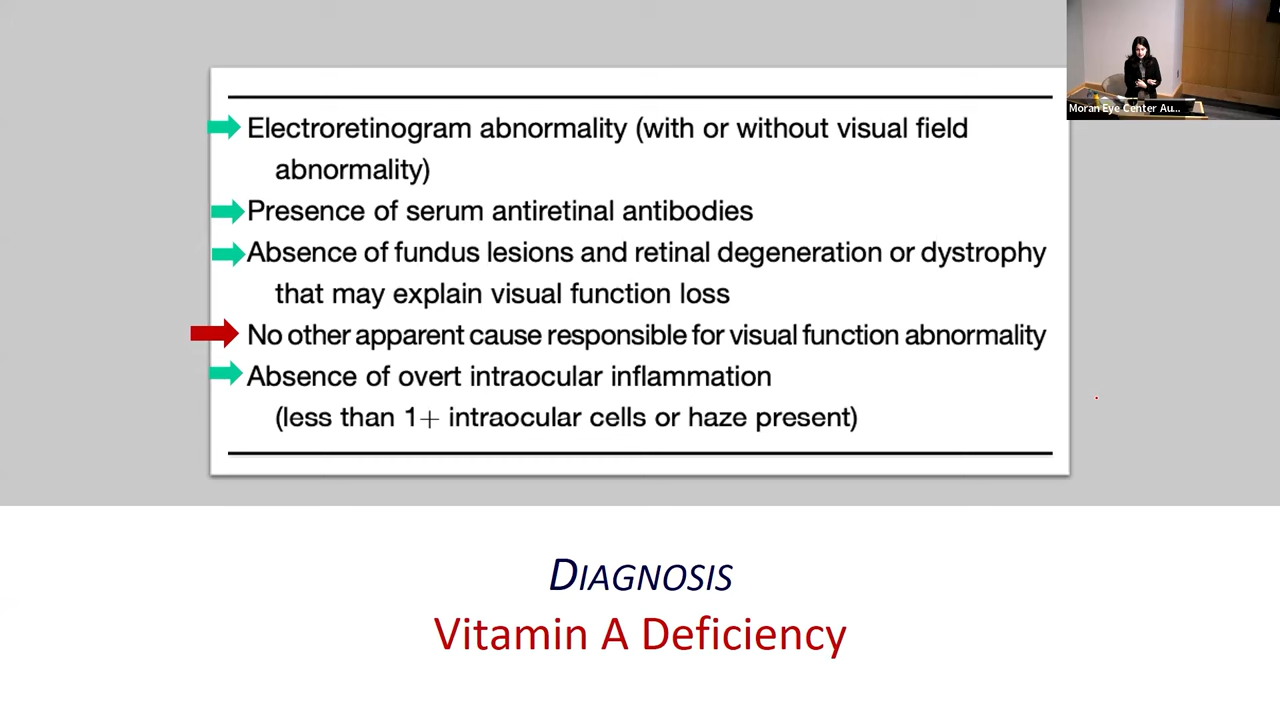 Moran Eye Center Au...
Electroretinogram abnormality (with or without visual field
abnormality)
Presence of serum antiretinal antibodies
Absence of fundus lesions and retinal degeneration or dystrophy
that may explain visual function loss
No other apparent cause responsible for visual function abnormality
Absence of overt intraocular inflammation
(less than 1+ intraocular cells or haze present)
DIAGNOSIS
Vitamin A Deficiency